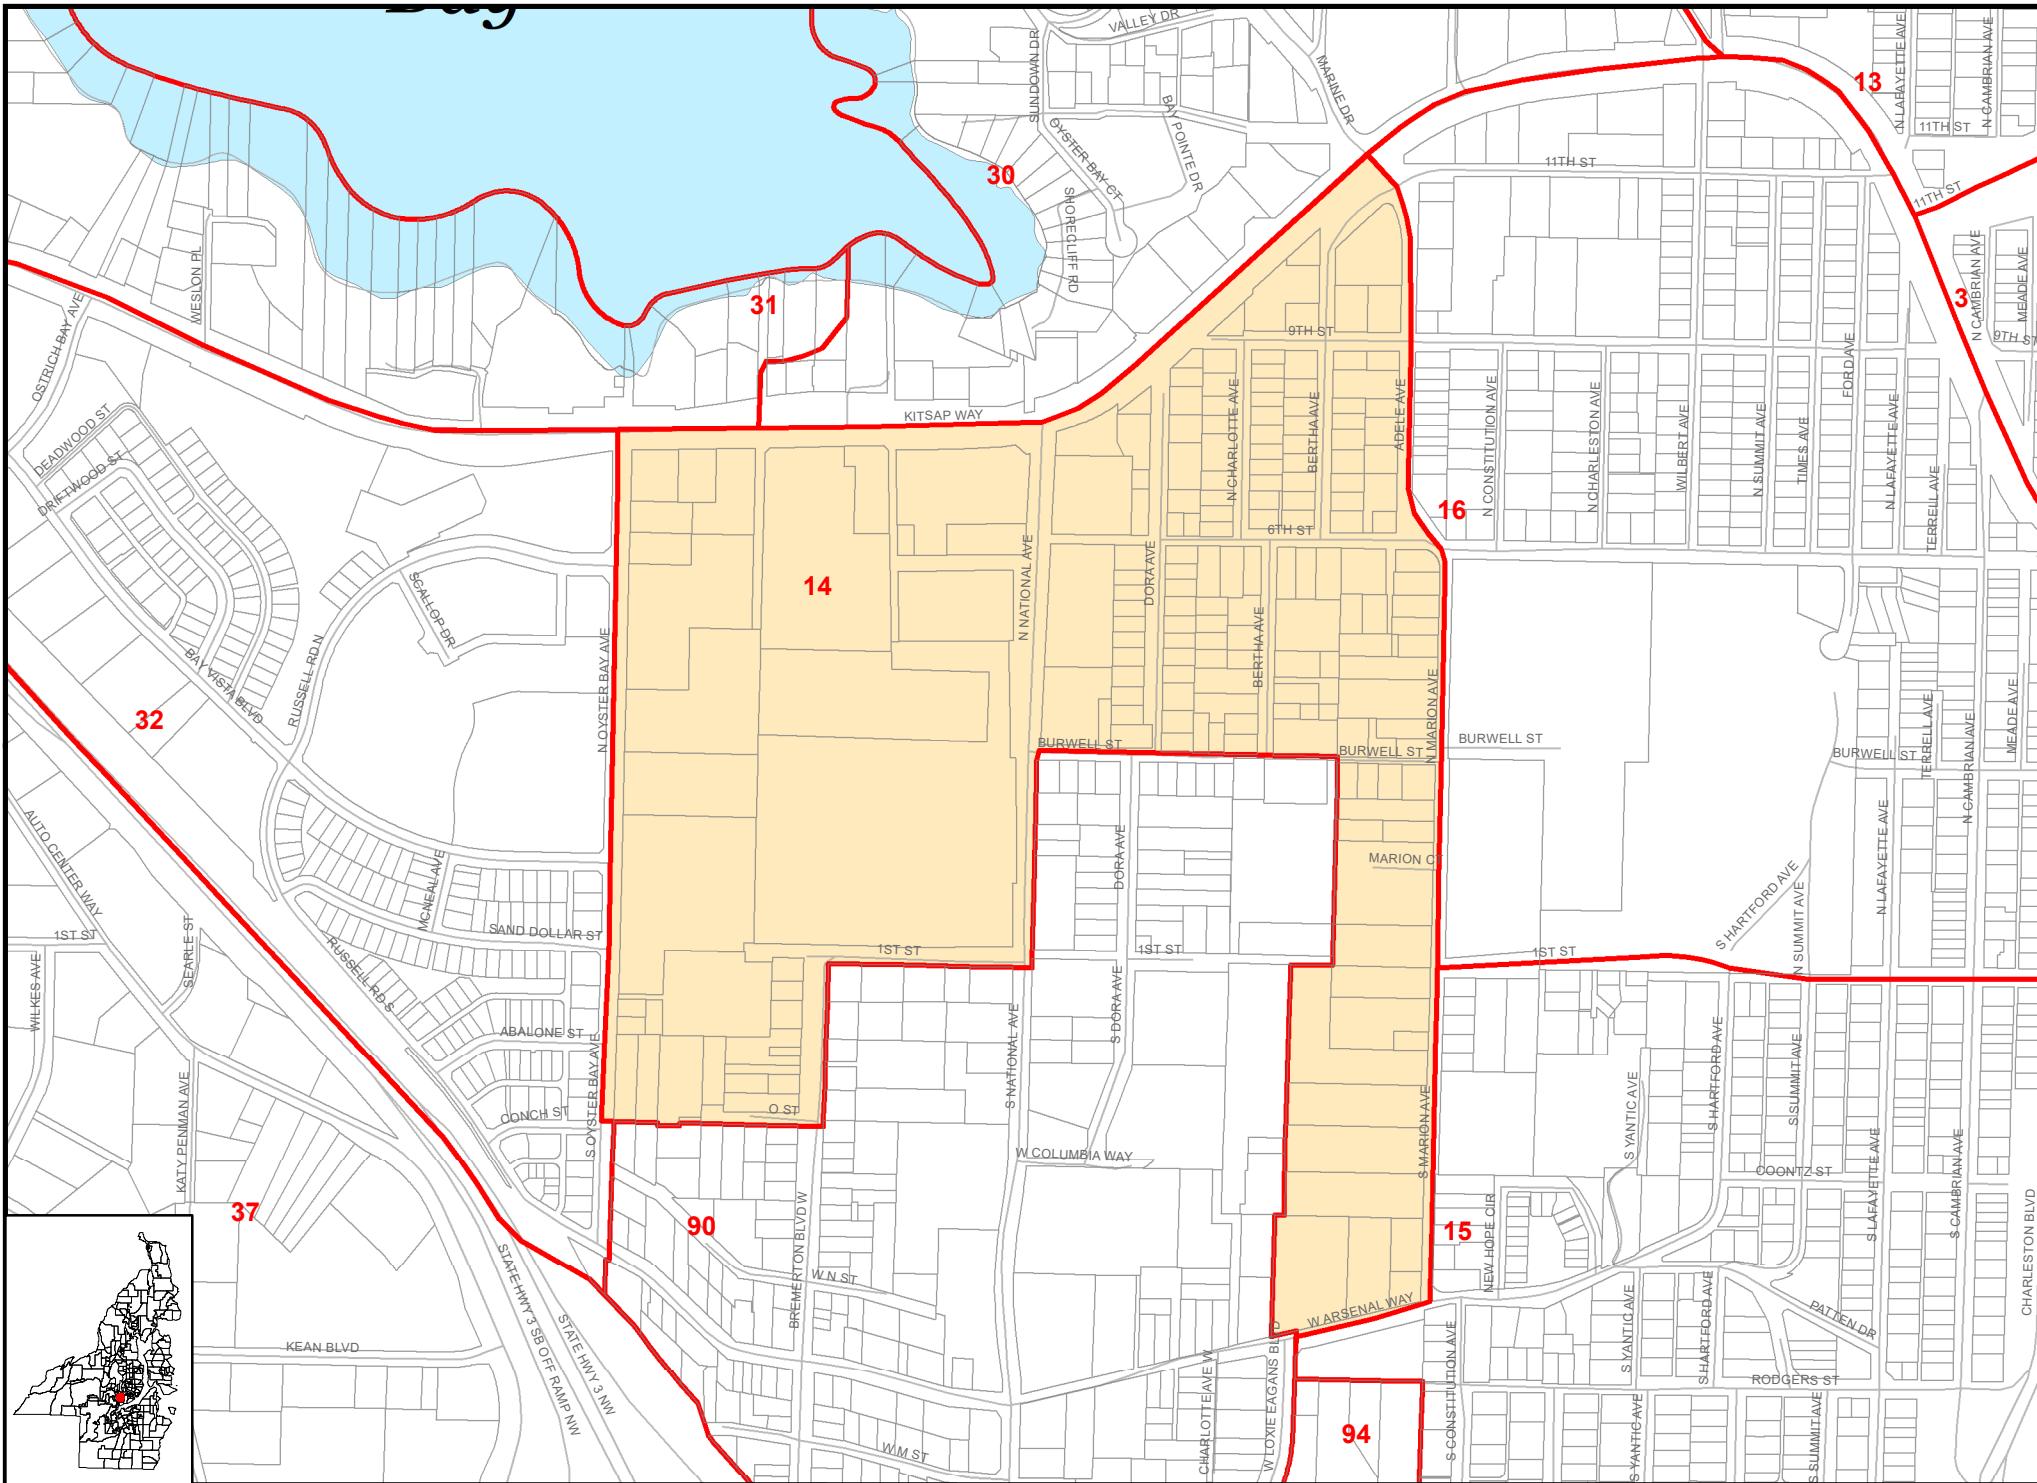 Bay
VALLEY DR
SUNDOWN DR
MARINE DR
BAY POINTE DR
OYSTER BAY CT
SHORECLIFF RD
13
N LAFAYETTE AVE
N CAMBRIAN AVE
11TH ST
30
11TH ST
11TH ST
WESLON PL
31
OSTRICH BAY AVE
N CAMBRIAN AVE
3
MEADE AVE
9TH ST
9TH ST
KITSAP WAY
DEADWOOD ST
DRIFTWOOD ST
N CHARLOTTE AVE
BERTHA AVE
ADELE AVE
N CONSTITUTION AVE
N CHARLESTON AVE
WILBERT AVE
N SUMMIT AVE
TIMES AVE
FORD AVE
N LAFAYETTE AVE
TERRELL AVE
16
6TH ST
14
SCALLOP DR
N NATIONAL AVE
DORA AVE
BERTHA AVE
N OYSTER BAY AVE
RUSSELL RD N
BAY VISTA BLVD
32
N MARION AVE
BURWELL ST
BURWELL ST
BURWELL ST
BURWELL ST
TERRELL AVE
N CAMBRIAN AVE
MEADE AVE
AUTO CENTER WAY
MCNEAL AVE
DORA AVE
MARION CT
N LAFAYETTE AVE
S HARTFORD AVE
N SUMMIT AVE
1ST ST
SEARLE ST
SAND DOLLAR ST
1ST ST
1ST ST
1ST ST
WILKES AVE
RUSSELL RD S
ABALONE ST
S OYSTER BAY AVE
S NATIONAL AVE
S DORA AVE
CONCH ST
O ST
KATY PENMAN AVE
W COLUMBIA WAY
S MARION AVE
S YANTIC AVE
S HARTFORD AVE
S SUMMIT AVE
COONTZ ST
S LAFAYETTE AVE
S CAMBRIAN AVE
CHARLESTON BLVD
37
90
15
NEW HOPE CIR
BREMERTON BLVD W
W N ST
W ARSENAL WAY
STATE HWY 3 SB OFF RAMP NW
STATE HWY 3 NW
KEAN BLVD
S YANTIC AVE
S HARTFORD AVE
PATTEN DR
RODGERS ST
CHARLOTTE AVE W
W LOXIE EAGANS BLVD
S CONSTITUTION AVE
94
W M ST
S YANTIC AVE
S SUMMIT AVE